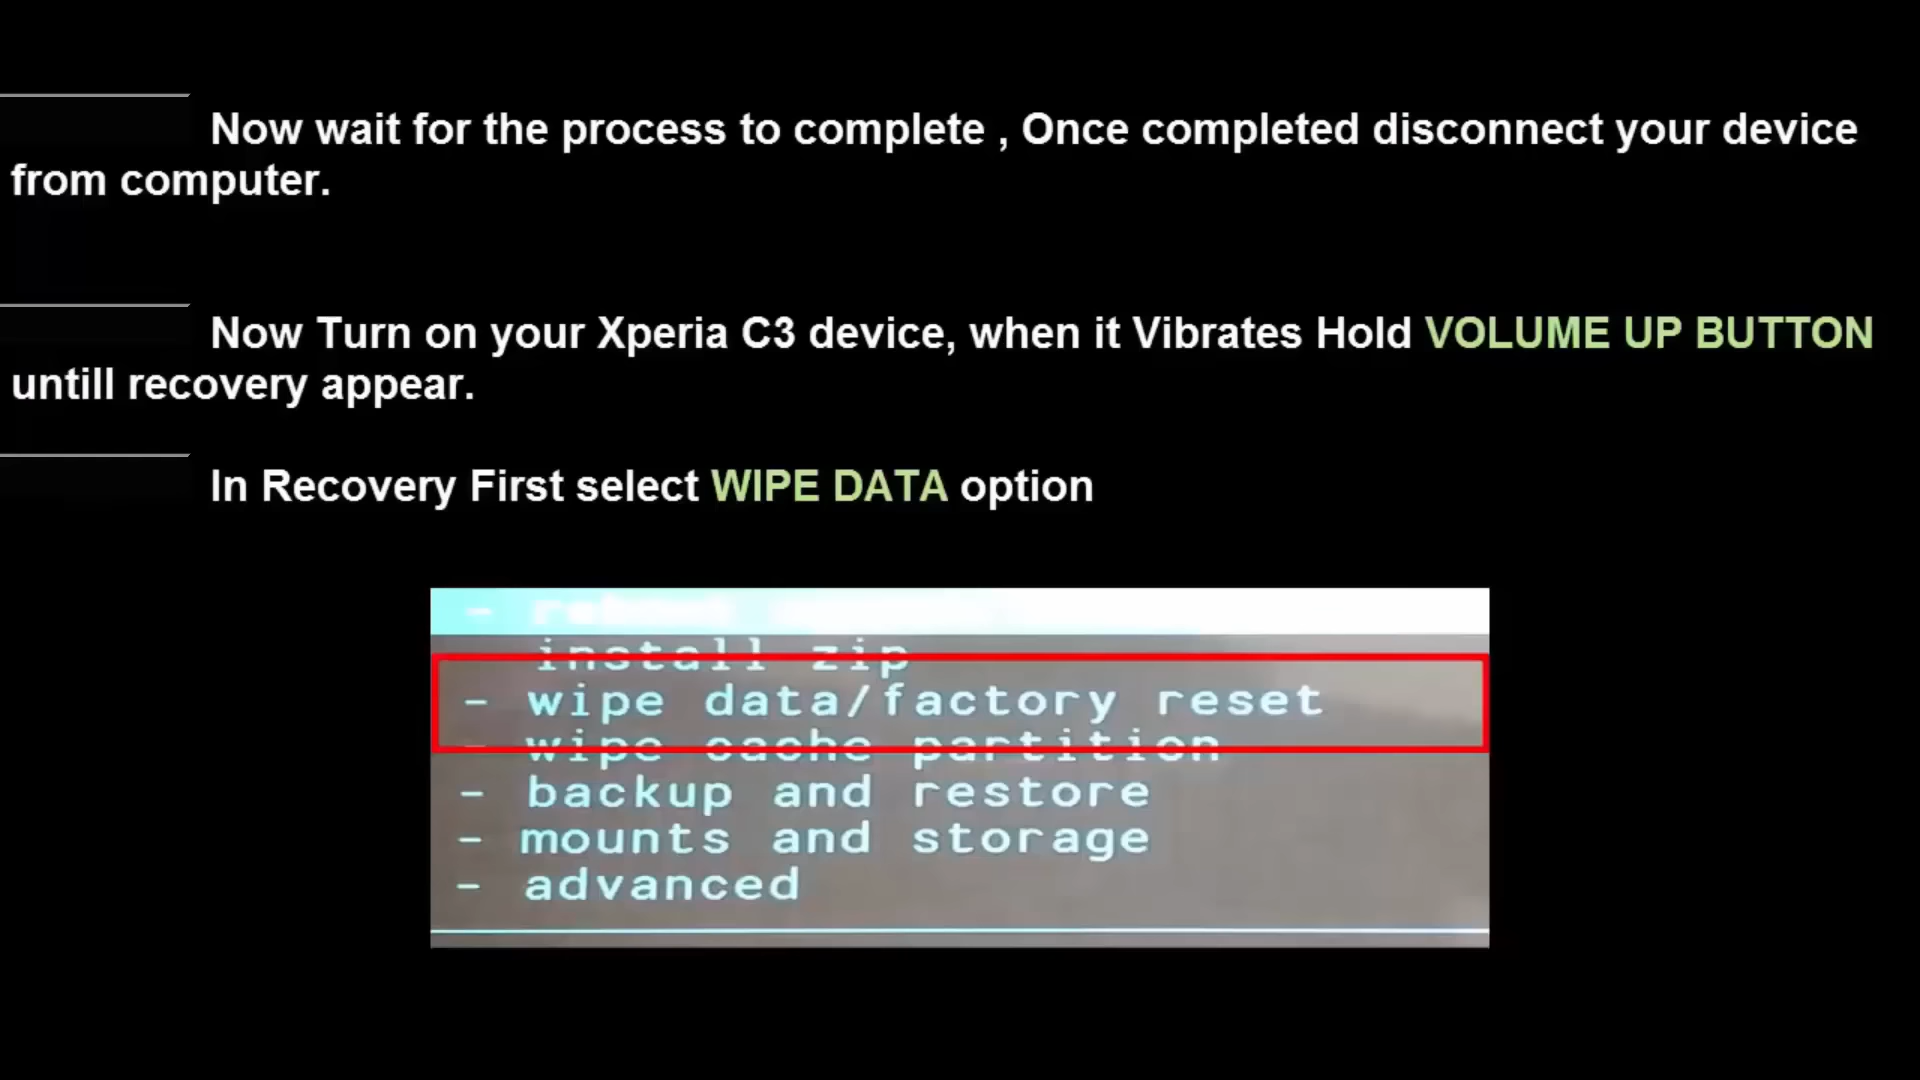 Now wait for the process to complete , Once completed disconnect your device
from computer.
Now Turn on your Xperia C3 device, when it Vibrates Hold VOLUME UP BUTTON
untill recovery appear.
In Recovery First select WIPE DATA option
- reboot
install zip
- wipe data/factory reset
- wipe cache partition
- backup and restore
- mounts and storage
- advanced